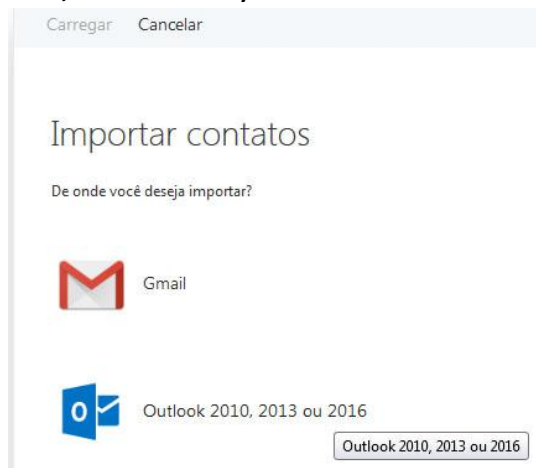 Carregar Cancelar
Importar contatos
De onde você deseja importar?
Gmail
Outlook 2010, 2013 ou 2016
Outlook 2010, 2013 ou 2016